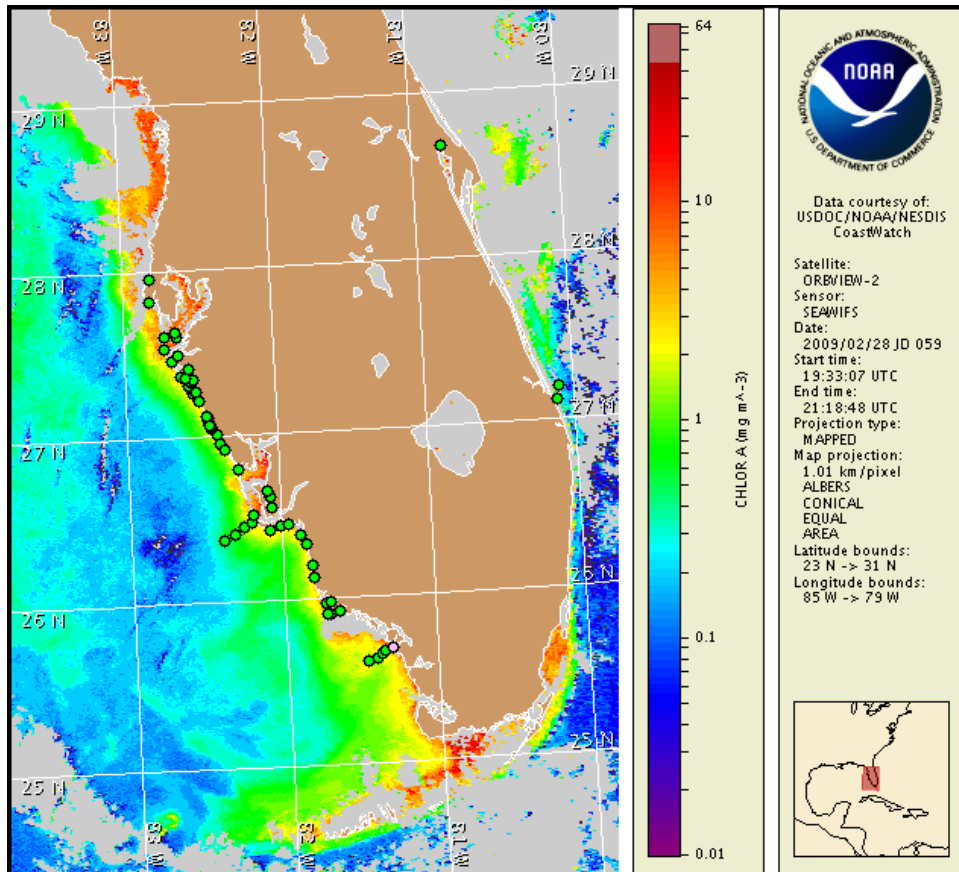 83 W
82 W
81 W
80 W
29 N
29 N
28 N
28 N
27 N
27 N
26 N
26 N
25 N
25 N
83 W
82 W
81 W
64
10
1
0.1
0.01
CHLOR A (mg m^-3)
NATIONAL OCEANIC AND ATMOSPHERIC ADMINISTRATION
NOAA
U.S. DEPARTMENT OF COMMERCE
Data courtesy of:
USDOC/NOAA/NESDIS
CoastWatch
Satellite:
ORBVIEW-2
Sensor:
SEAWIFS
Date:
2009/02/28 JD 059
Start time:
19:33:07 UTC
End time:
21:18:48 UTC
Projection type:
MAPPED
Map projection:
1.01 km/pixel
ALBERS
CONICAL
EQUAL
AREA
Latitude bounds:
23 N -> 31 N
Longitude bounds:
85 W -> 79 W